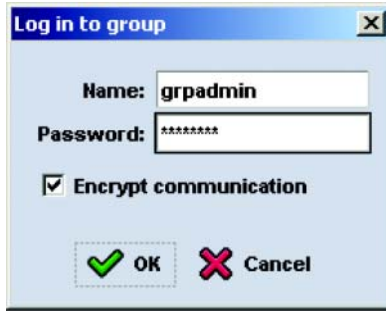 Log in to group
Name: grpadmin
Password: ********
Encrypt communication
OK Cancel